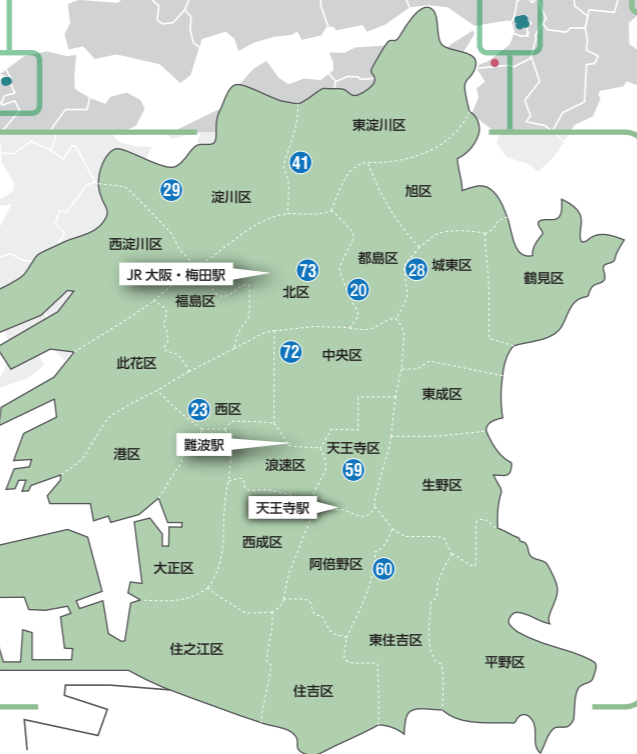 東淀川区
41
29
淀川区
旭区
西淀川区
都島区
城東区
JR 大阪・梅田駅
73
28
鶴見区
北区
20
福島区
72
中央区
此花区
東成区
23
西区
難波駅
天王寺区
港区
浪速区
59
生野区
天王寺駅
西成区
大正区
阿倍野区
60
東住吉区
住之江区
平野区
住吉区